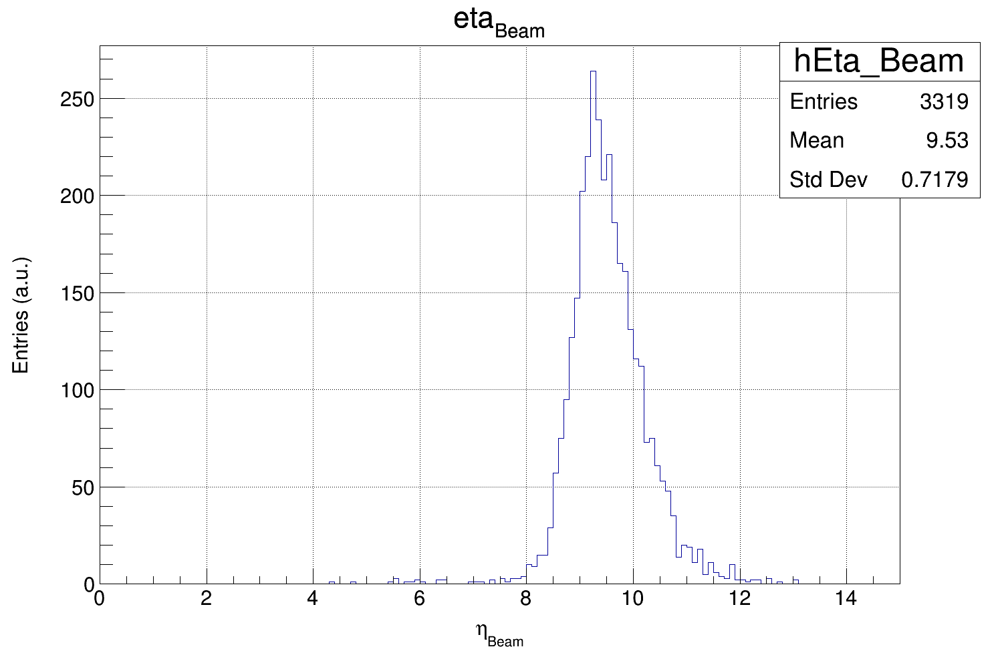 eta_Beam
hEta_Beam
Entries 3319
Mean 9.53
Std Dev 0.7179
250
200
150
100
50
0
Entries (a.u.)
0 2 4 6 8 10 12 14
η_Beam